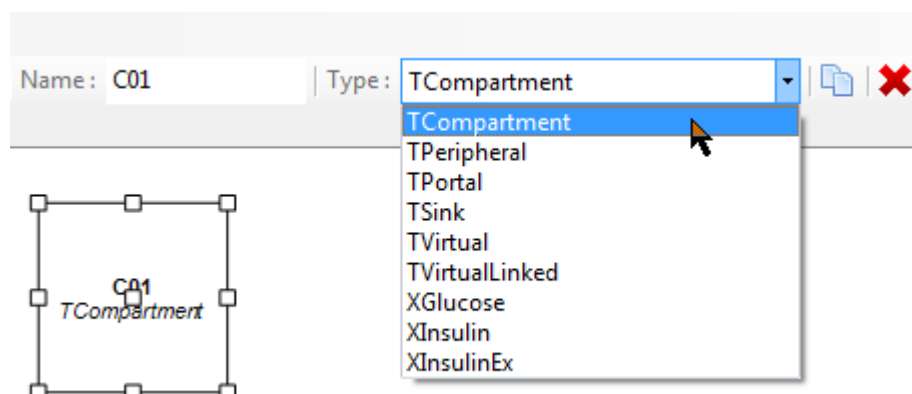 Name: C01 Type: TCompartment
TCompartment
TPeripheral
TPortal
TSink
TVirtual
TVirtualLinked
XGlucose
XInsulin
XInsulinEx
C01
TCompartment